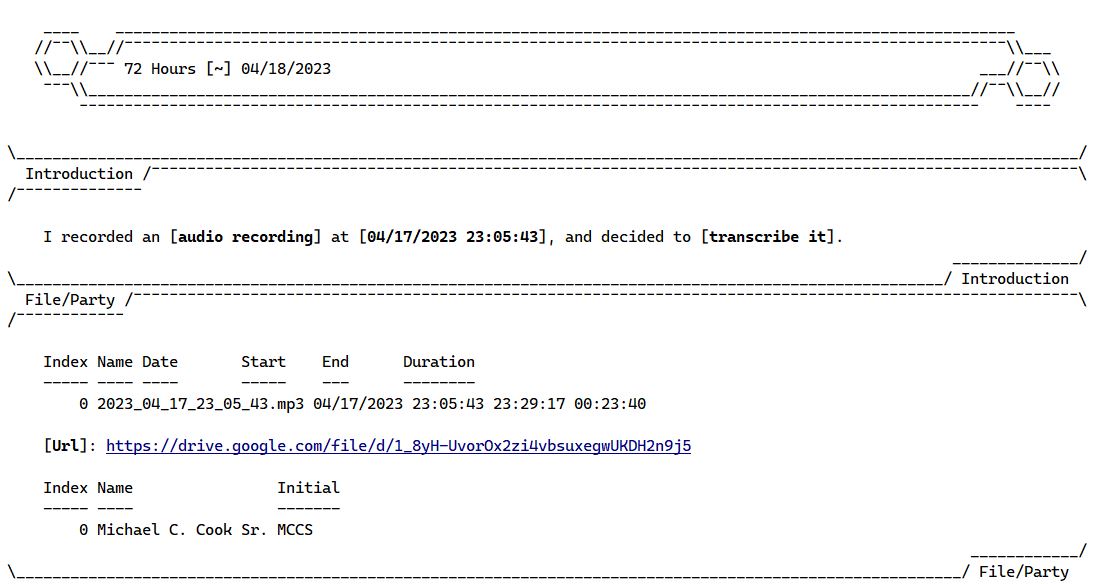 72 Hours [~] 04/18/2023
Introduction
I recorded an [audio recording] at [04/17/2023 23:05:43], and decided to [transcribe it].
Introduction
File/Party
Index Name Date       Start    End      Duration
----- ---- ----       -----    ---      --------
    0 2023_04_17_23_05_43.mp3 04/17/2023 23:05:43 23:29:17 00:23:40
[Url]: https://drive.google.com/file/d/1_8yH-UvorOx2zi4vbsuxegwUKDH2n9j5
Index Name                Initial
----- ----                -------
    0 Michael C. Cook Sr. MCCS
File/Party